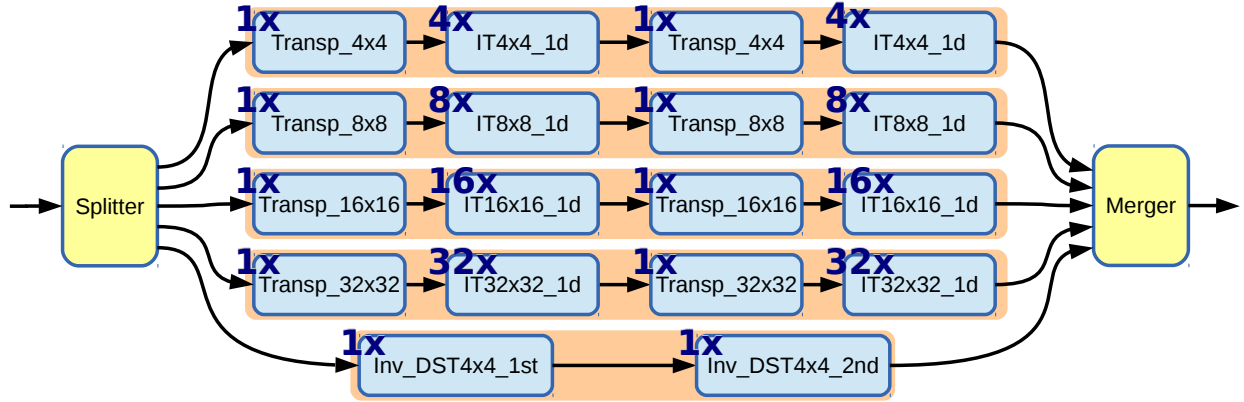 1x 4x 1x 4x
Transp_4x4 IT4x4_1d Transp_4x4 IT4x4_1d
1x 8x 1x 8x
Transp_8x8 IT8x8_1d Transp_8x8 IT8x8_1d
1x 16x 1x 16x
Splitter Transp_16x16 IT16x16_1d Transp_16x16 IT16x16_1d Merger
1x 32x 1x 32x
Transp_32x32 IT32x32_1d Transp_32x32 IT32x32_1d
1x 1x
Inv_DST4x4_1st Inv_DST4x4_2nd